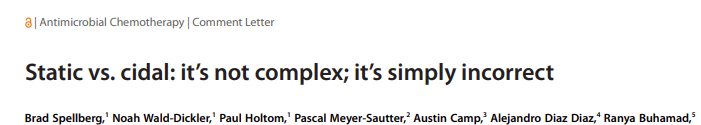 | Antimicrobial Chemotherapy | Comment Letter
Static vs. cidal: it’s not complex; it’s simply incorrect
Brad Spellberg,¹ Noah Wald-Dickler,¹ Paul Holtom,¹ Pascal Meyer-Sautter,² Austin Camp,³ Alejandro Diaz Diaz,⁴ Ranya Buhamad,⁵